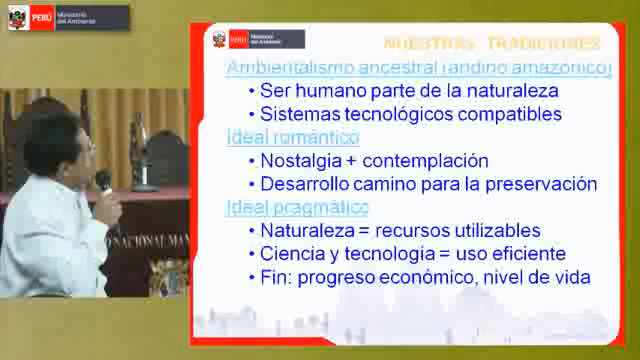 PERÚ
Ministerio
del Ambiente
PERÚ
Ministerio
del Ambiente
NUESTRAS TRADICIONES
Ambientalismo ancestral (andino amazónico)
• Ser humano parte de la naturaleza
• Sistemas tecnológicos compatibles
Ideal romántico
• Nostalgia + contemplación
• Desarrollo camino para la preservación
Ideal pragmático
• Naturaleza = recursos utilizables
• Ciencia y tecnología = uso eficiente
• Fin: progreso económico, nivel de vida
NACIONAL